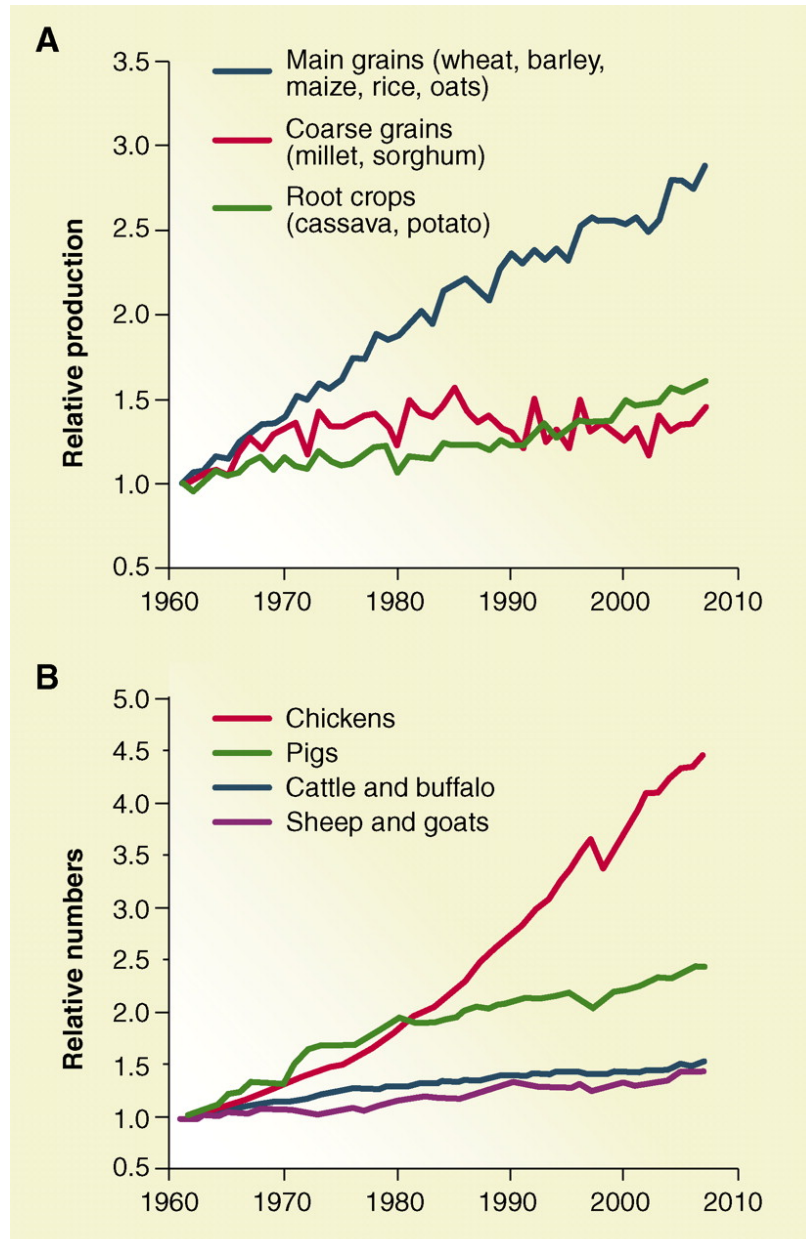 A
3.5
Main grains (wheat, barley,
maize, rice, oats)
3.0
Coarse grains
(millet, sorghum)
Root crops
(cassava, potato)
2.5
2.0
1.5
1.0
0.5
Relative production
1960 1970 1980 1990 2000 2010
B
5.0
Chickens
4.5
Pigs
Cattle and buffalo
4.0
Sheep and goats
3.5
3.0
2.5
2.0
1.5
1.0
0.5
Relative numbers
1960 1970 1980 1990 2000 2010